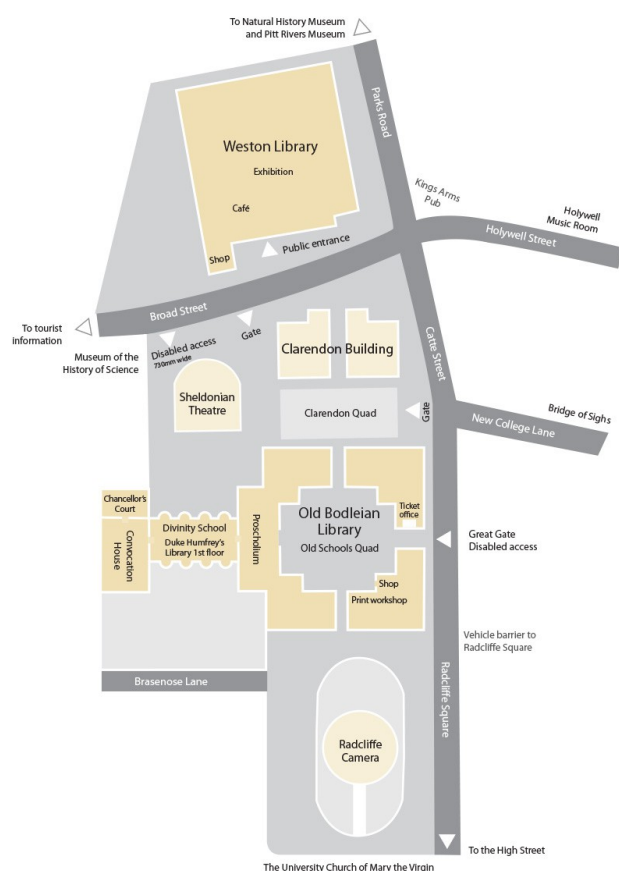 To Natural History Museum
and Pitt Rivers Museum
Parks Road
Weston Library
Exhibition
Café
Kings Arms
Pub
Holywell
Music Room
Holywell Street
Shop
Public entrance
Broad Street
To tourist
information
Museum of the
History of Science
Disabled access
730mm wide
Gate
Clarendon Building
Catte Street
Sheldonian
Theatre
Clarendon Quad
Gate
Bridge of Sighs
New College Lane
Chancellor's
Court
Convocation
House
Divinity School
Duke Humfrey's
Library 1st floor
Proscholium
Old Bodleian
Library
Old Schools Quad
Ticket
office
Great Gate
Disabled access
Shop
Print workshop
Vehicle barrier to
Radcliffe Square
Brasenose Lane
Radcliffe Square
Radcliffe
Camera
To the High Street
The University Church of Mary the Virgin